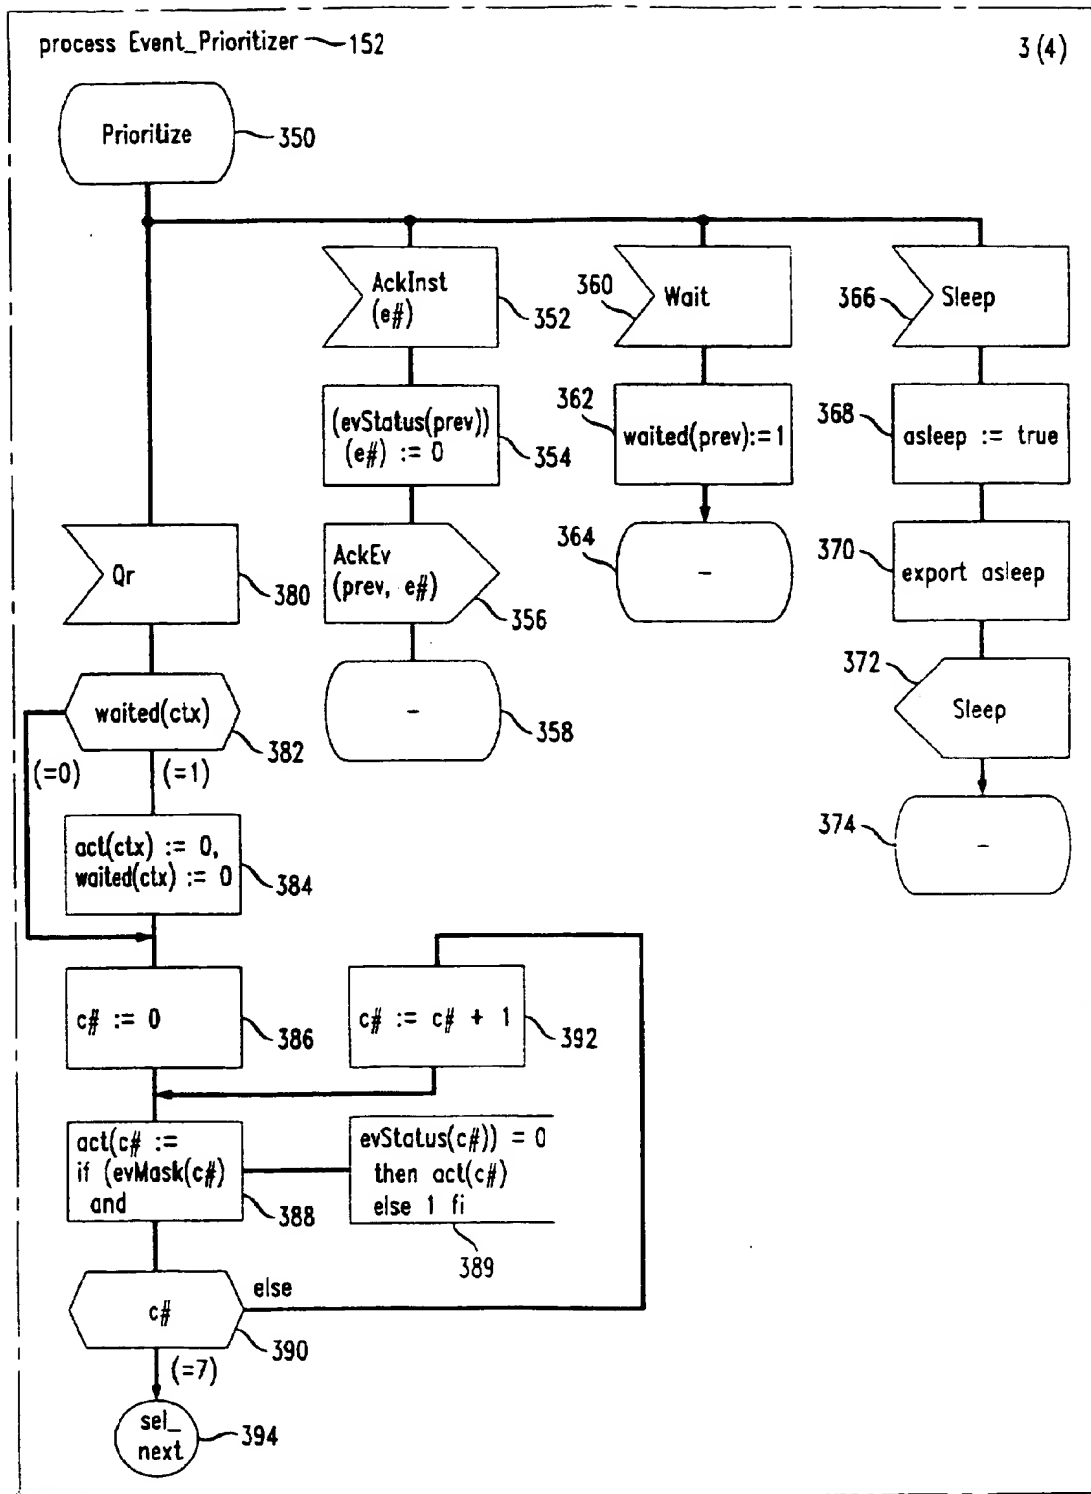 process Event_Prioritizer 152
3 (4)
Prioritize
350
AckInst
(e#)
352
(evStatus(prev))
(e#) := 0
354
AckEv
(prev, e#)
356
-
358
360
Wait
362
waited(prev):=1
364
-
366
Sleep
368
asleep := true
370
export asleep
372
Sleep
374
-
Qr
380
waited(ctx)
382
(=0)
(=1)
act(ctx) := 0,
waited(ctx) := 0
384
c# := 0
386
c# := c# + 1
392
act(c# :=
if (evMask(c#)
and
388
evStatus(c#)) = 0
then act(c#)
else 1 fi
389
c#
else
390
(=7)
sel_
next
394